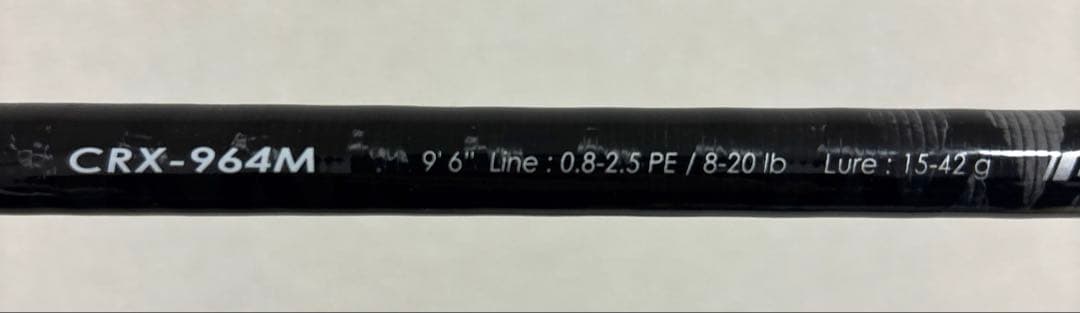 CRX-964M 9' 6" Line : 0.8-2.5 PE / 8-20 lb Lure : 15-42 g